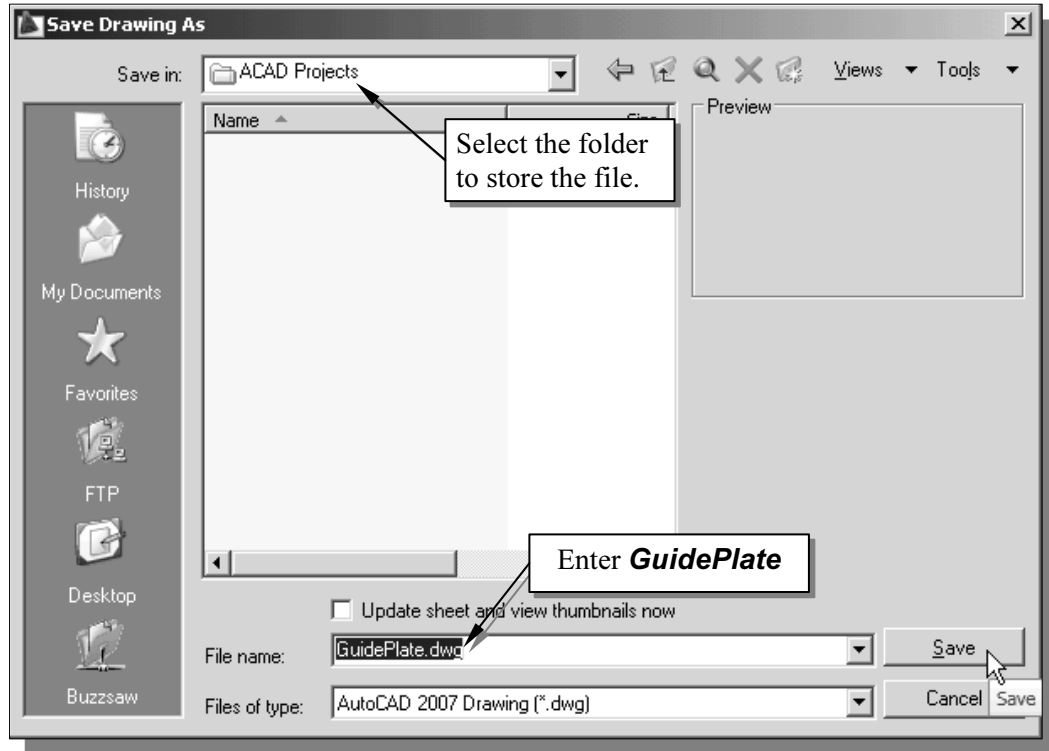 Save Drawing As
Save in:
ACAD Projects
Views
Tools
Name
Preview
Select the folder
to store the file.
History
My Documents
Favorites
FTP
Desktop
Buzzsaw
Enter GuidePlate
Update sheet and view thumbnails now
File name:
GuidePlate.dwg
Save
Files of type:
AutoCAD 2007 Drawing (*.dwg)
Cancel
Save